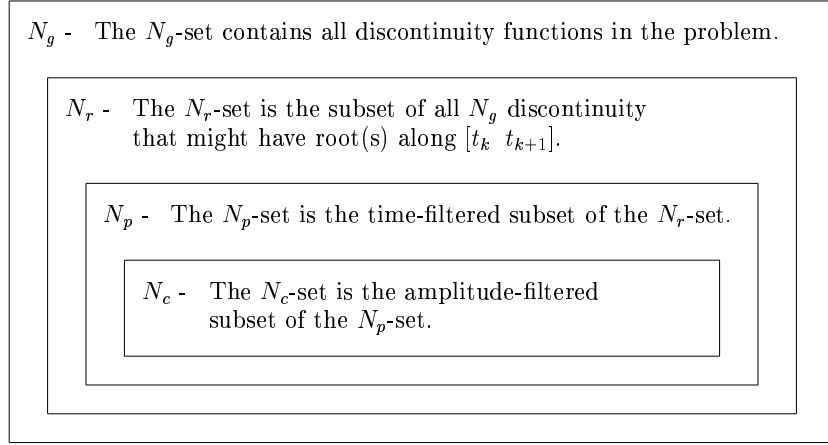 N_g - The N_g-set contains all discontinuity functions in the problem.
N_r - The N_r-set is the subset of all N_g discontinuity
that might have root(s) along [t_k t_{k+1}].
N_p - The N_p-set is the time-filtered subset of the N_r-set.
N_c - The N_c-set is the amplitude-filtered
subset of the N_p-set.